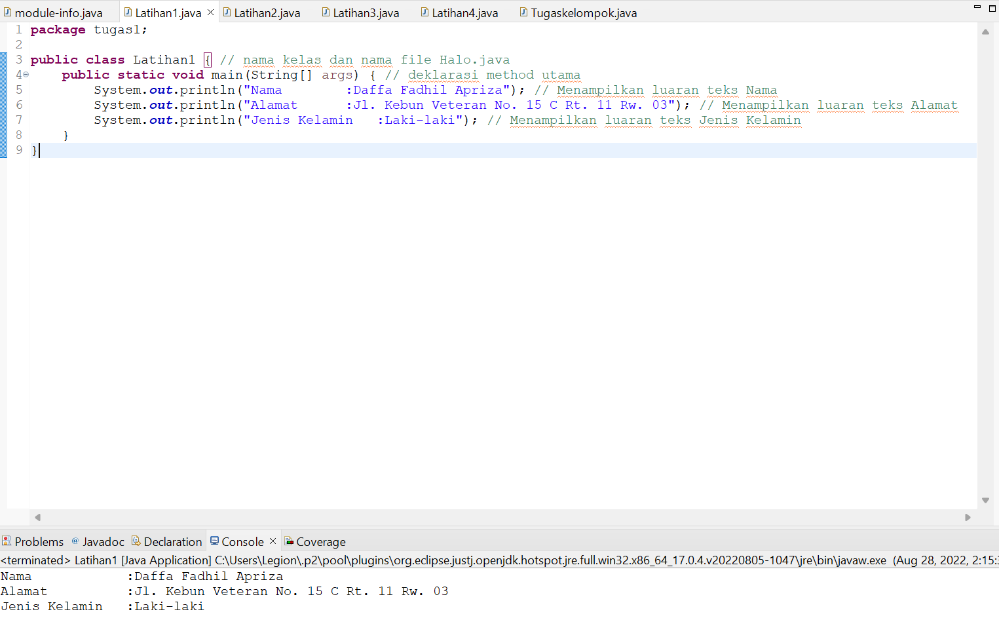 module-info.java Latihan1.java Latihan2.java Latihan3.java Latihan4.java Tugaskelompok.java
1 package tugas1;
2
3 public class Latihan1 { // nama kelas dan nama file Halo.java
4 public static void main(String[] args) { // deklarasi method utama
5 System.out.println("Nama        :Daffa Fadhil Apriza"); // Menampilkan luaran teks Nama
6 System.out.println("Alamat      :Jl. Kebun Veteran No. 15 C Rt. 11 Rw. 03"); // Menampilkan luaran teks Alamat
7 System.out.println("Jenis Kelamin   :Laki-laki"); // Menampilkan luaran teks Jenis Kelamin
8 }
9 }
Problems @ Javadoc Declaration Console Coverage
<terminated> Latihan1 [Java Application] C:\Users\Legion\.p2\pool\plugins\org.eclipse.justj.openjdk.hotspot.jre.full.win32.x86_64_17.0.4.v20220805-1047\jre\bin\javaw.exe (Aug 28, 2022, 2:15:
Nama            :Daffa Fadhil Apriza
Alamat          :Jl. Kebun Veteran No. 15 C Rt. 11 Rw. 03
Jenis Kelamin   :Laki-laki